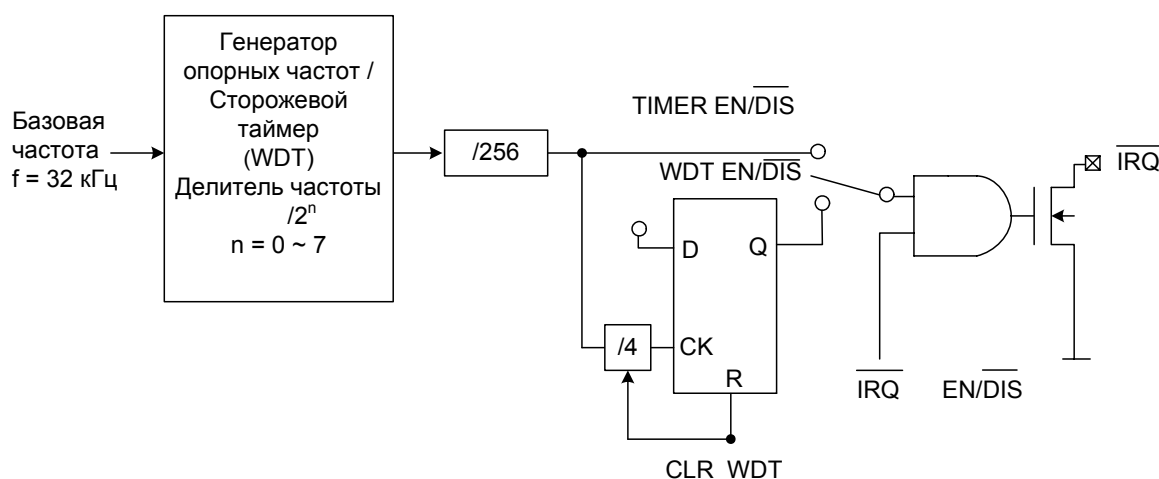 Генератор
опорных частот /
Сторожевой
таймер
(WDT)
Делитель частоты
/2ⁿ
n = 0 ~ 7
Базовая
частота
f = 32 кГц
/256
TIMER EN/DIS
WDT EN/DIS
IRQ
D
Q
/4
CK
R
IRQ EN/DIS
CLR WDT